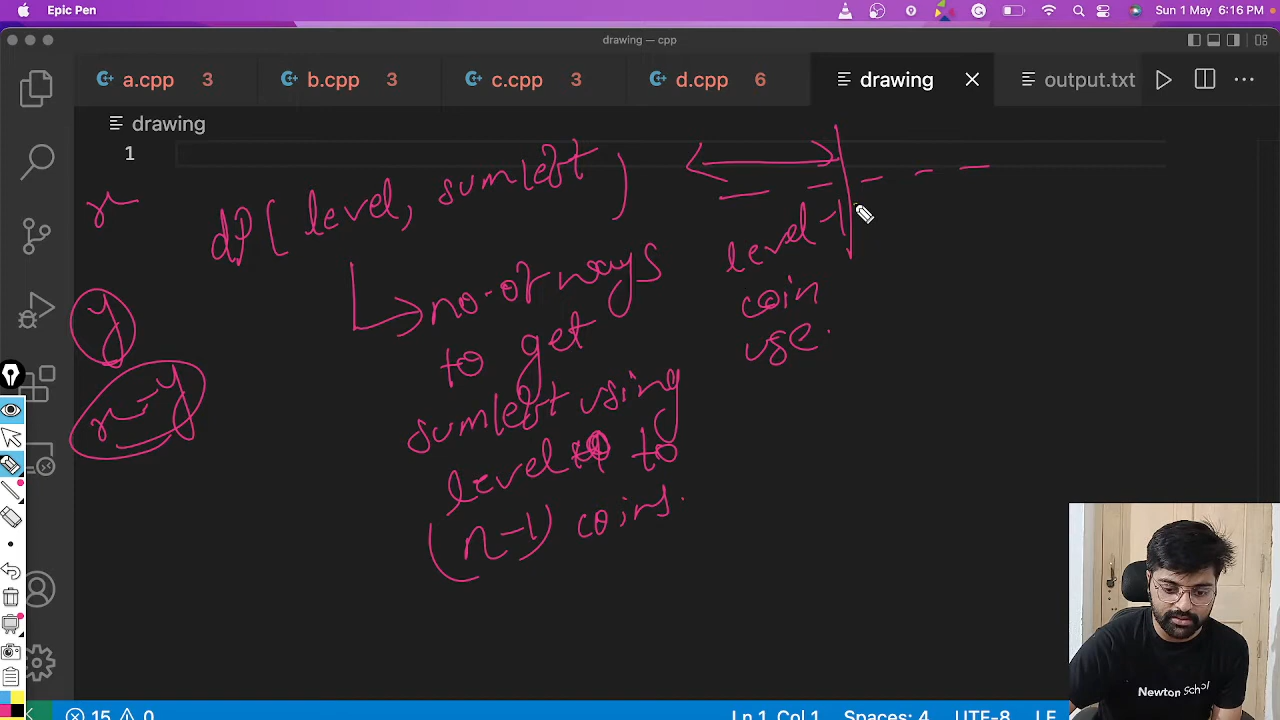 Epic Pen
Sun 1 May 6:16 PM
drawing — cpp
a.cpp 3
b.cpp 3
c.cpp 3
d.cpp 6
drawing
output.txt
drawing
1
dp(level, sumleft)
no. of ways
to get
sumleft using
level to
(n-1) coins.
level-1
coin
use.
y
r-y
Newton School
15 0
Ln 1, Col 1
Spaces: 4
UTF-8
LF